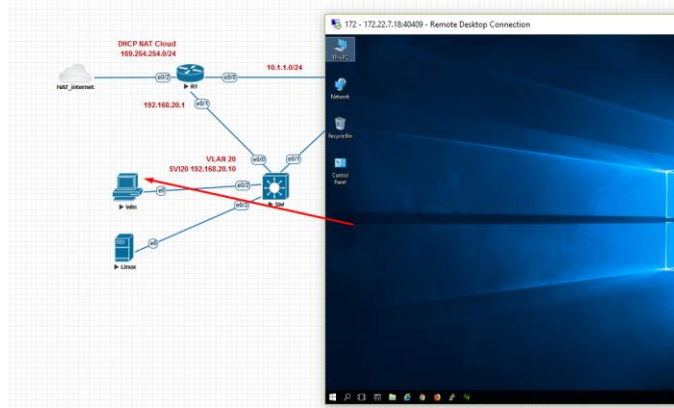 172 - 172.22.7.18:40409 - Remote Desktop Connection
DHCP NAT Cloud
169.254.254.0/24
10.1.1.0/24
e0/2
e0/0
NAT_internet
R1
192.168.20.1
e0/1
VLAN 20
SVI20 192.168.20.10
e0/0
e0/1
e0
e0/2
Win
e0/3
SW
e0
Linux
This PC
Network
Recycle Bin
Control
Panel